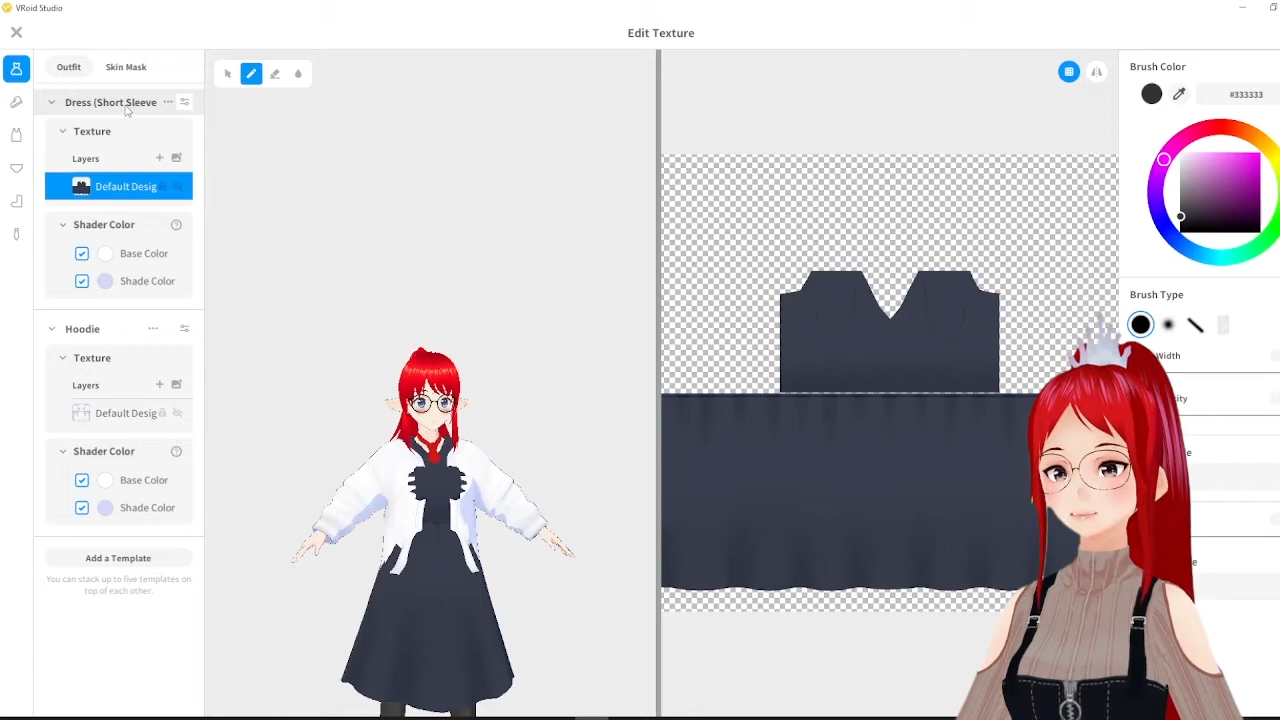 VRoid Studio
Edit Texture
Outfit
Skin Mask
Dress (Short Sleeve
Texture
Layers
Default Desig
Shader Color
Base Color
Shade Color
Hoodie
Texture
Layers
Default Desig
Shader Color
Base Color
Shade Color
Add a Template
You can stack up to five templates on
top of each other.
Brush Color
#333333
Brush Type
Width